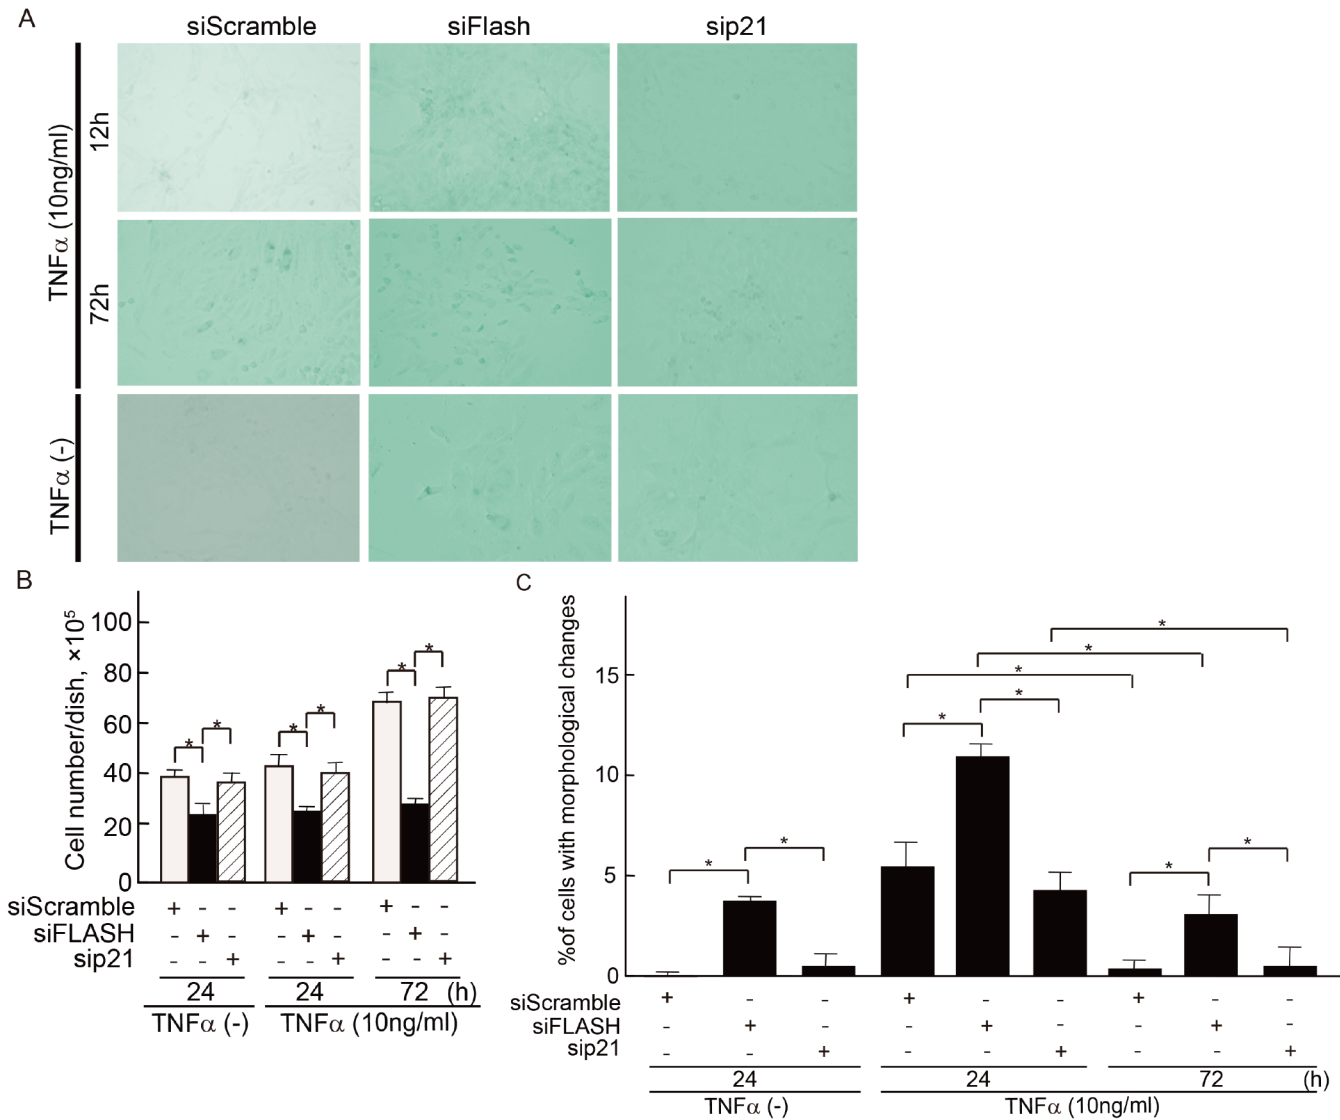 A
siScramble siFlash sip21
TNFα (10ng/ml)
12h
72h
TNFα (-)
B
Cell number/dish, ×10⁵
100
80
60
40
20
0
* * * * * *
siScramble + - - + - - + - -
siFLASH - + - - + - - + -
sip21 - - + - - + - - +
24 24 72 (h)
TNFα (-) TNFα (10ng/ml)
C
%of cells with morphological changes
15
10
5
0
* * * * * * * * *
siScramble + - - + - - + - -
siFLASH - + - - + - - + -
sip21 - - + - - + - - +
24 24 72 (h)
TNFα (-) TNFα (10ng/ml)